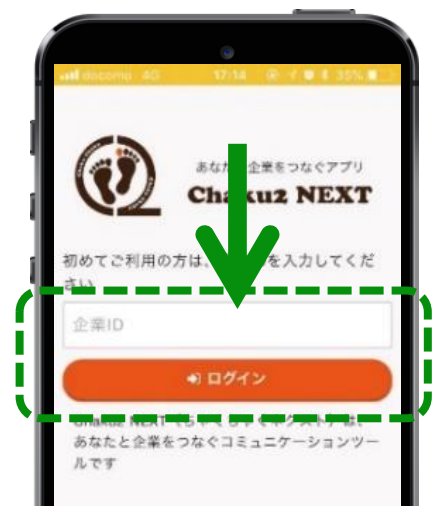 docomo 4G 17:14 35%
あなた 企業をつなぐアプリ
Chaku2 NEXT
初めてご利用の方は、 を入力してくだ
さい
企業ID
ログイン
Chaku2 NEXT
あなたと企業をつなぐコミュニケーションツー
ルです